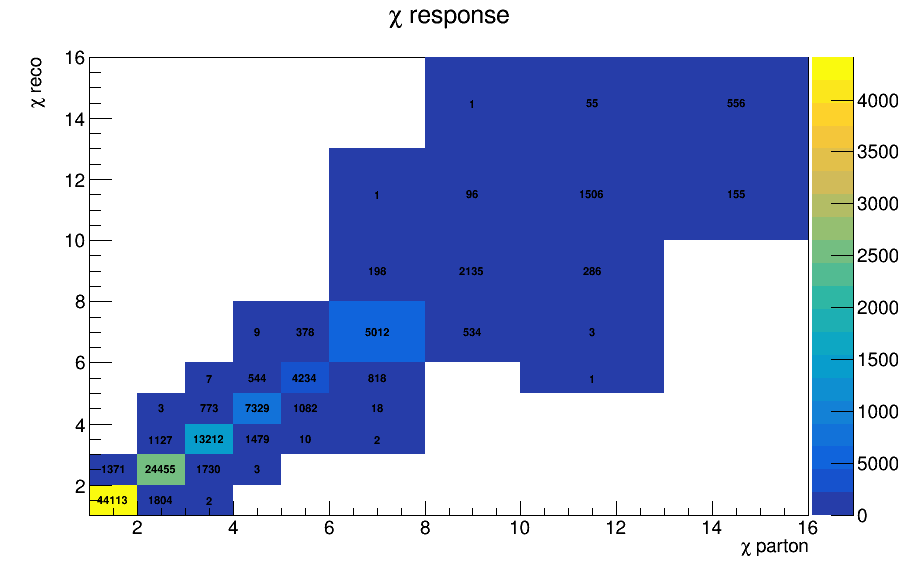 χ response
χ reco
16
14
12
10
8
6
4
2
1 55 556
1 96 1506 155
198 2135 286
9 378 5012 534 3
7 544 4234 818 1
3 773 7329 1082 18
1127 13212 1479 10 2
1371 24455 1730 3
44113 1804 2
2 4 6 8 10 12 14 16
χ parton
4000
3500
3000
2500
2000
1500
1000
5000
0